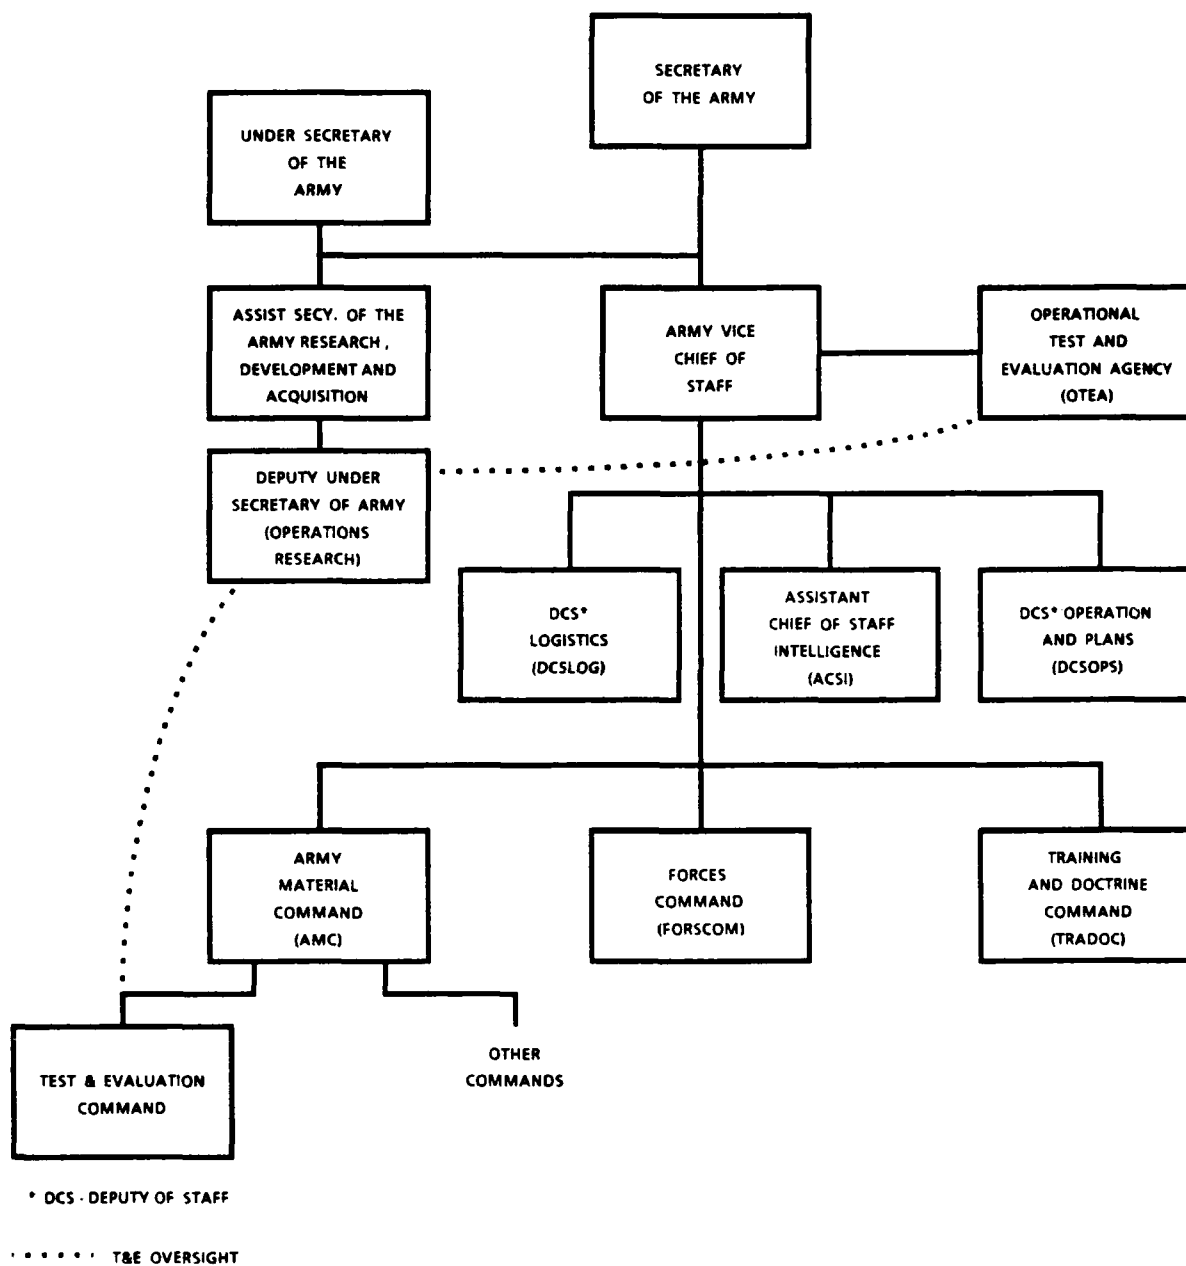 SECRETARY
OF THE ARMY
UNDER SECRETARY
OF THE
ARMY
ASSIST SECY. OF THE
ARMY RESEARCH,
DEVELOPMENT AND
ACQUISITION
ARMY VICE
CHIEF OF
STAFF
OPERATIONAL
TEST AND
EVALUATION AGENCY
(OTEA)
DEPUTY UNDER
SECRETARY OF ARMY
(OPERATIONS
RESEARCH)
DCS*
LOGISTICS
(DCSLOG)
ASSISTANT
CHIEF OF STAFF
INTELLIGENCE
(ACSI)
DCS* OPERATION
AND PLANS
(DCSOPS)
ARMY
MATERIAL
COMMAND
(AMC)
FORCES
COMMAND
(FORSCOM)
TRAINING
AND DOCTRINE
COMMAND
(TRADOC)
TEST & EVALUATION
COMMAND
OTHER
COMMANDS
* DCS - DEPUTY OF STAFF
T&E OVERSIGHT